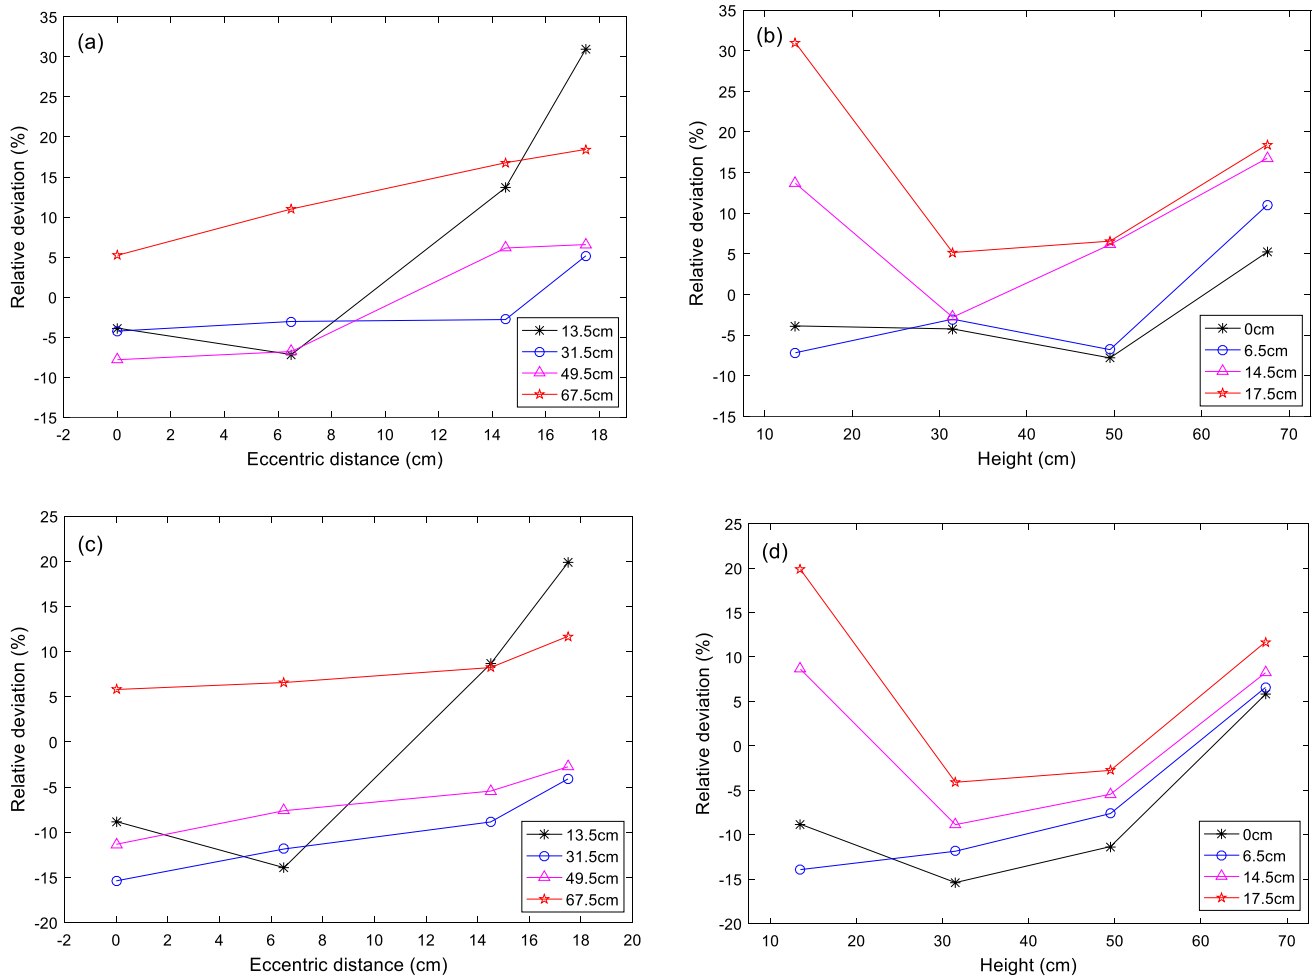 (a)
35
30
25
20
15
10
5
0
-5
-10
-15
Relative deviation (%)
-2 0 2 4 6 8 10 12 14 16 18
Eccentric distance (cm)
13.5cm
31.5cm
49.5cm
67.5cm
(b)
35
30
25
20
15
10
5
0
-5
-10
-15
Relative deviation (%)
10 20 30 40 50 60 70
Height (cm)
0cm
6.5cm
14.5cm
17.5cm
(c)
25
20
15
10
5
0
-5
-10
-15
-20
Relative deviation (%)
-2 0 2 4 6 8 10 12 14 16 18 20
Eccentric distance (cm)
13.5cm
31.5cm
49.5cm
67.5cm
(d)
25
20
15
10
5
0
-5
-10
-15
-20
Relative deviation (%)
10 20 30 40 50 60 70
Height (cm)
0cm
6.5cm
14.5cm
17.5cm